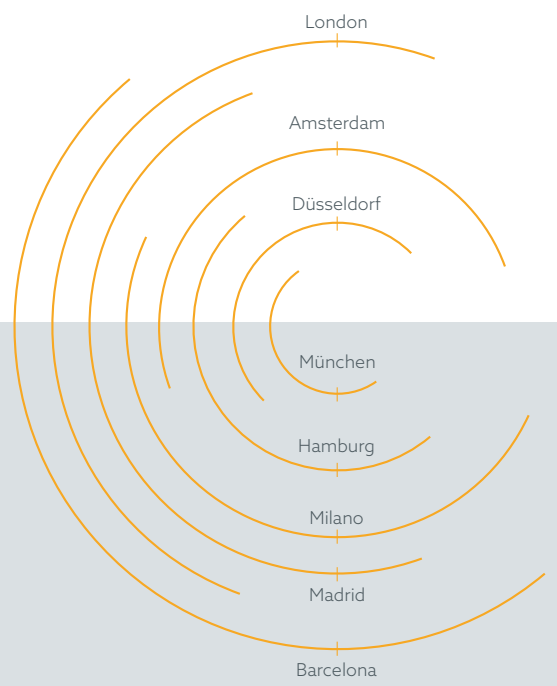 London
Amsterdam
Düsseldorf
München
Hamburg
Milano
Madrid
Barcelona